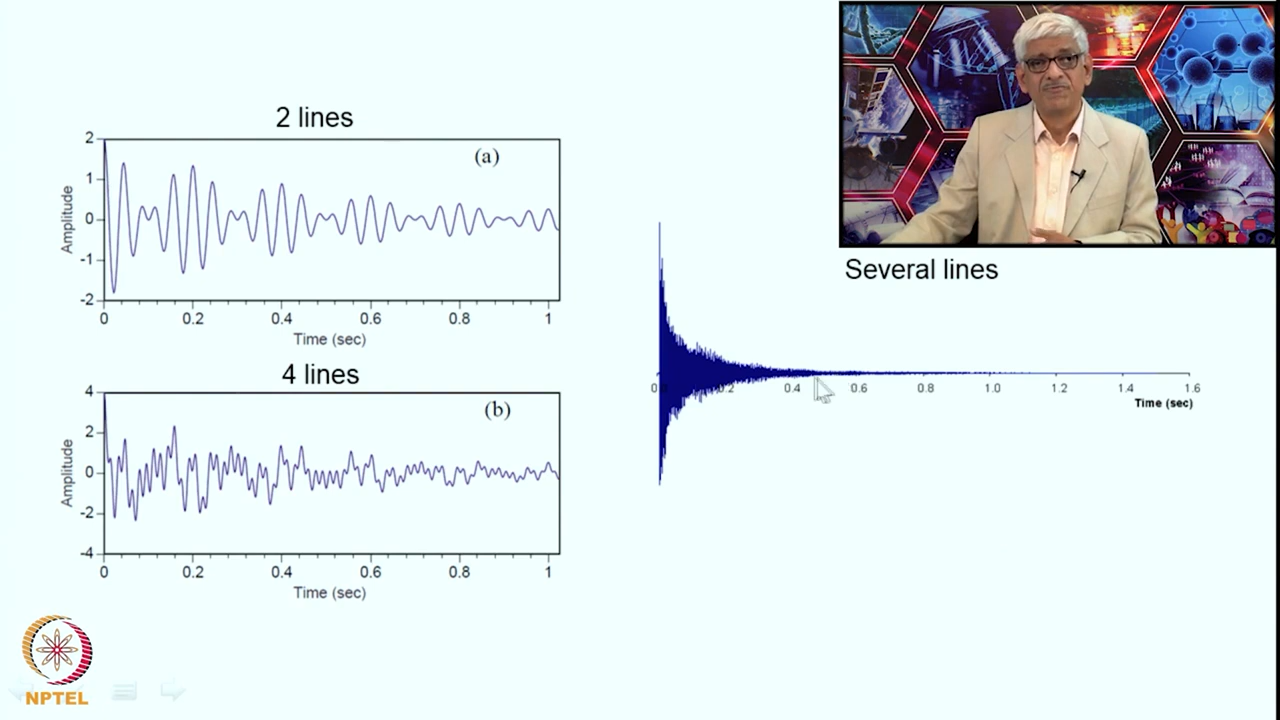 2 lines
(a)
2
1
0
-1
-2
Amplitude
0 0.2 0.4 0.6 0.8 1
Time (sec)
4 lines
(b)
4
2
0
-2
-4
Amplitude
0 0.2 0.4 0.6 0.8 1
Time (sec)
Several lines
0.4 0.6 0.8 1.0 1.2 1.4 1.6
Time (sec)
NPTEL